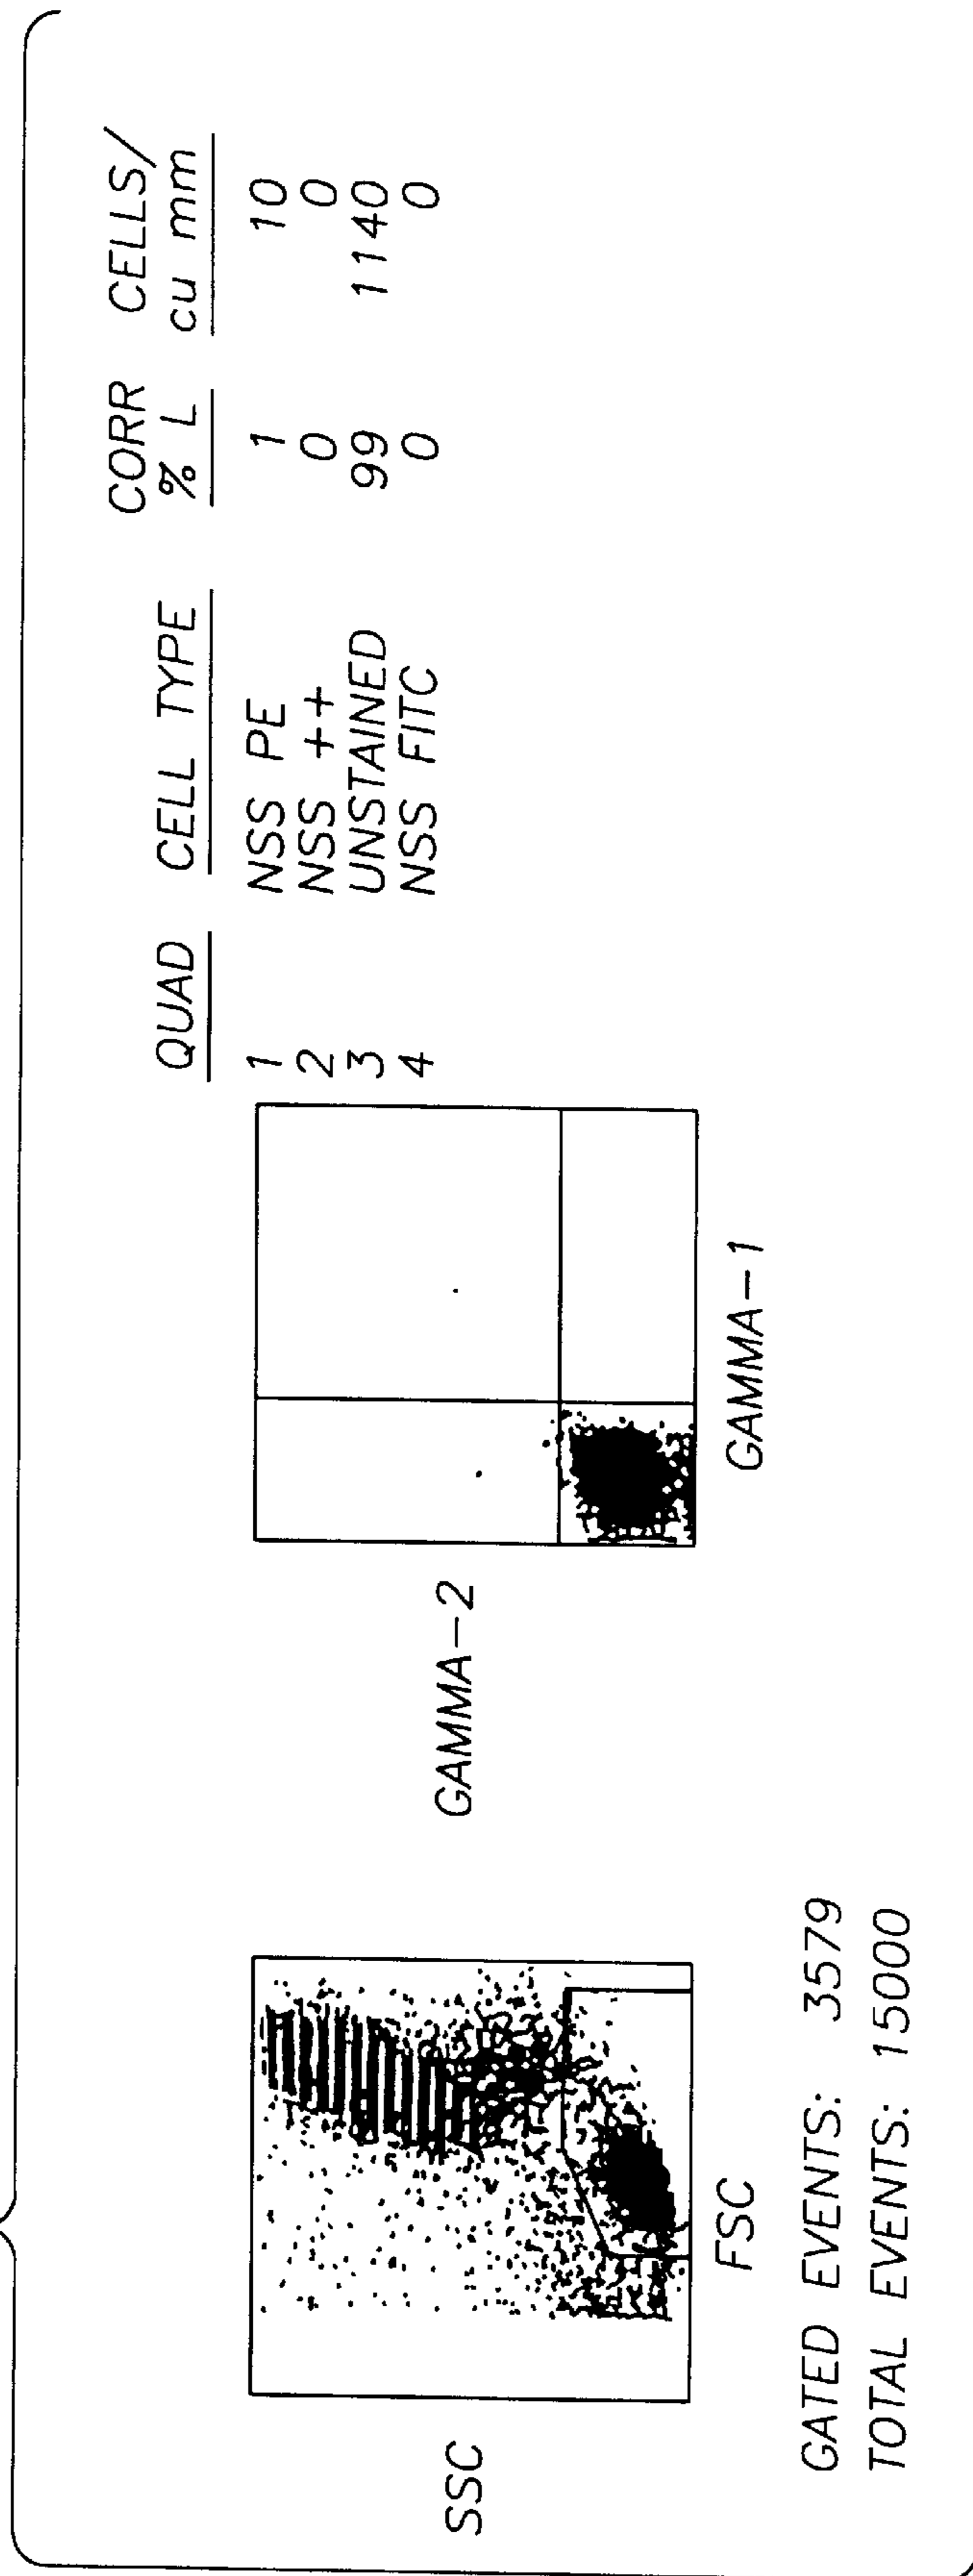 SSC
FSC
GATED EVENTS: 3579
TOTAL EVENTS: 15000
GAMMA-2
GAMMA-1
QUAD CELL TYPE CORR % L CELLS/ cu mm
1 NSS PE 1 10
2 NSS ++ 0 0
3 UNSTAINED 99 1140
4 NSS FITC 0 0